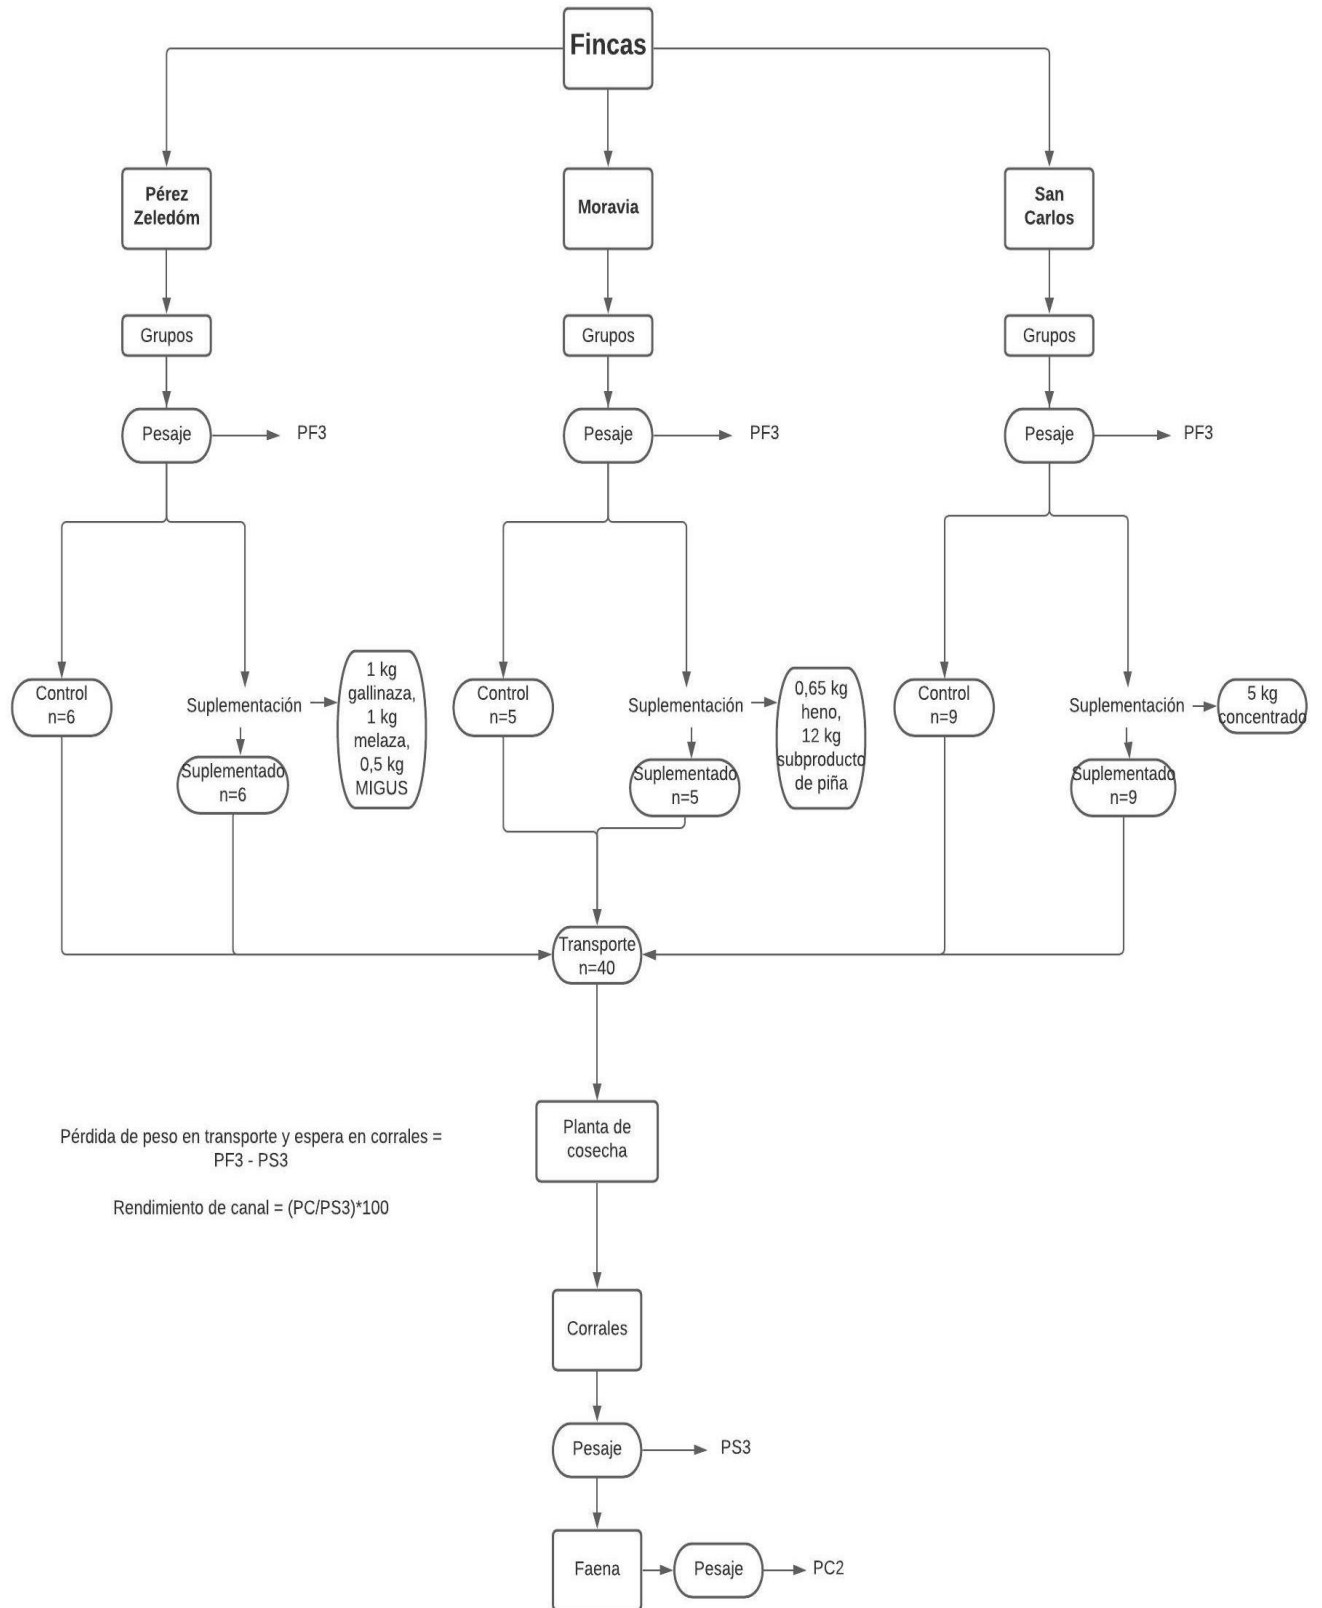 Fincas
Pérez
Zeledóm
Moravia
San
Carlos
Grupos
Grupos
Grupos
Pesaje
PF3
Pesaje
PF3
Pesaje
PF3
Control
n=6
Suplementación
1 kg
gallinaza,
1 kg
melaza,
0,5 kg
MIGUS
Suplementado
n=6
Control
n=5
Suplementación
0,65 kg
heno,
12 kg
subproducto
de piña
Suplementado
n=5
Control
n=9
Suplementación
5 kg
concentrado
Suplementado
n=9
Transporte
n=40
Planta de
cosecha
Pérdida de peso en transporte y espera en corrales =
PF3 - PS3
Rendimiento de canal = (PC/PS3)*100
Corrales
Pesaje
PS3
Faena
Pesaje
PC2